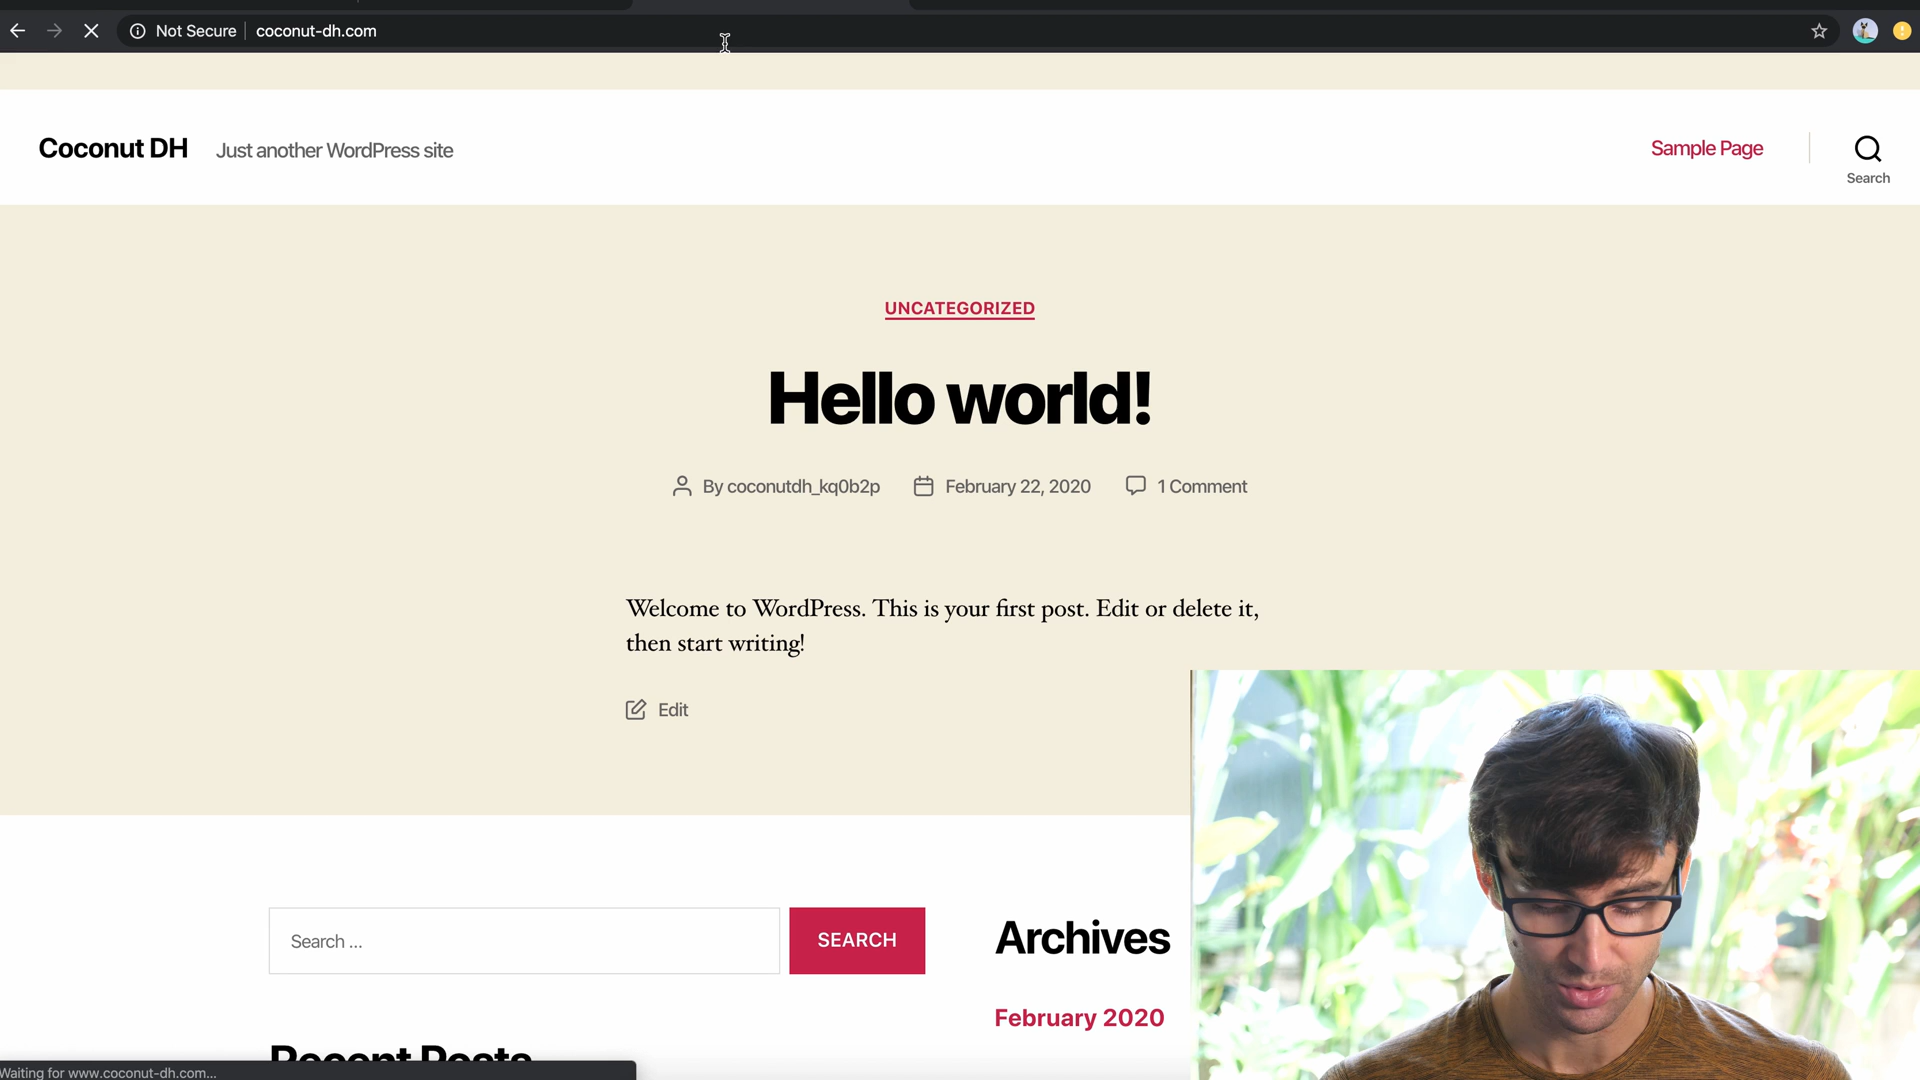 Not Secure
coconut-dh.com
Coconut DH
Just another WordPress site
Sample Page
Search
UNCATEGORIZED
Hello world!
By coconutdh_kq0b2p
February 22, 2020
1 Comment
Welcome to WordPress. This is your first post. Edit or delete it,
then start writing!
Edit
Search ...
SEARCH
Archives
February 2020
Recent Posts
Waiting for www.coconut-dh.com...